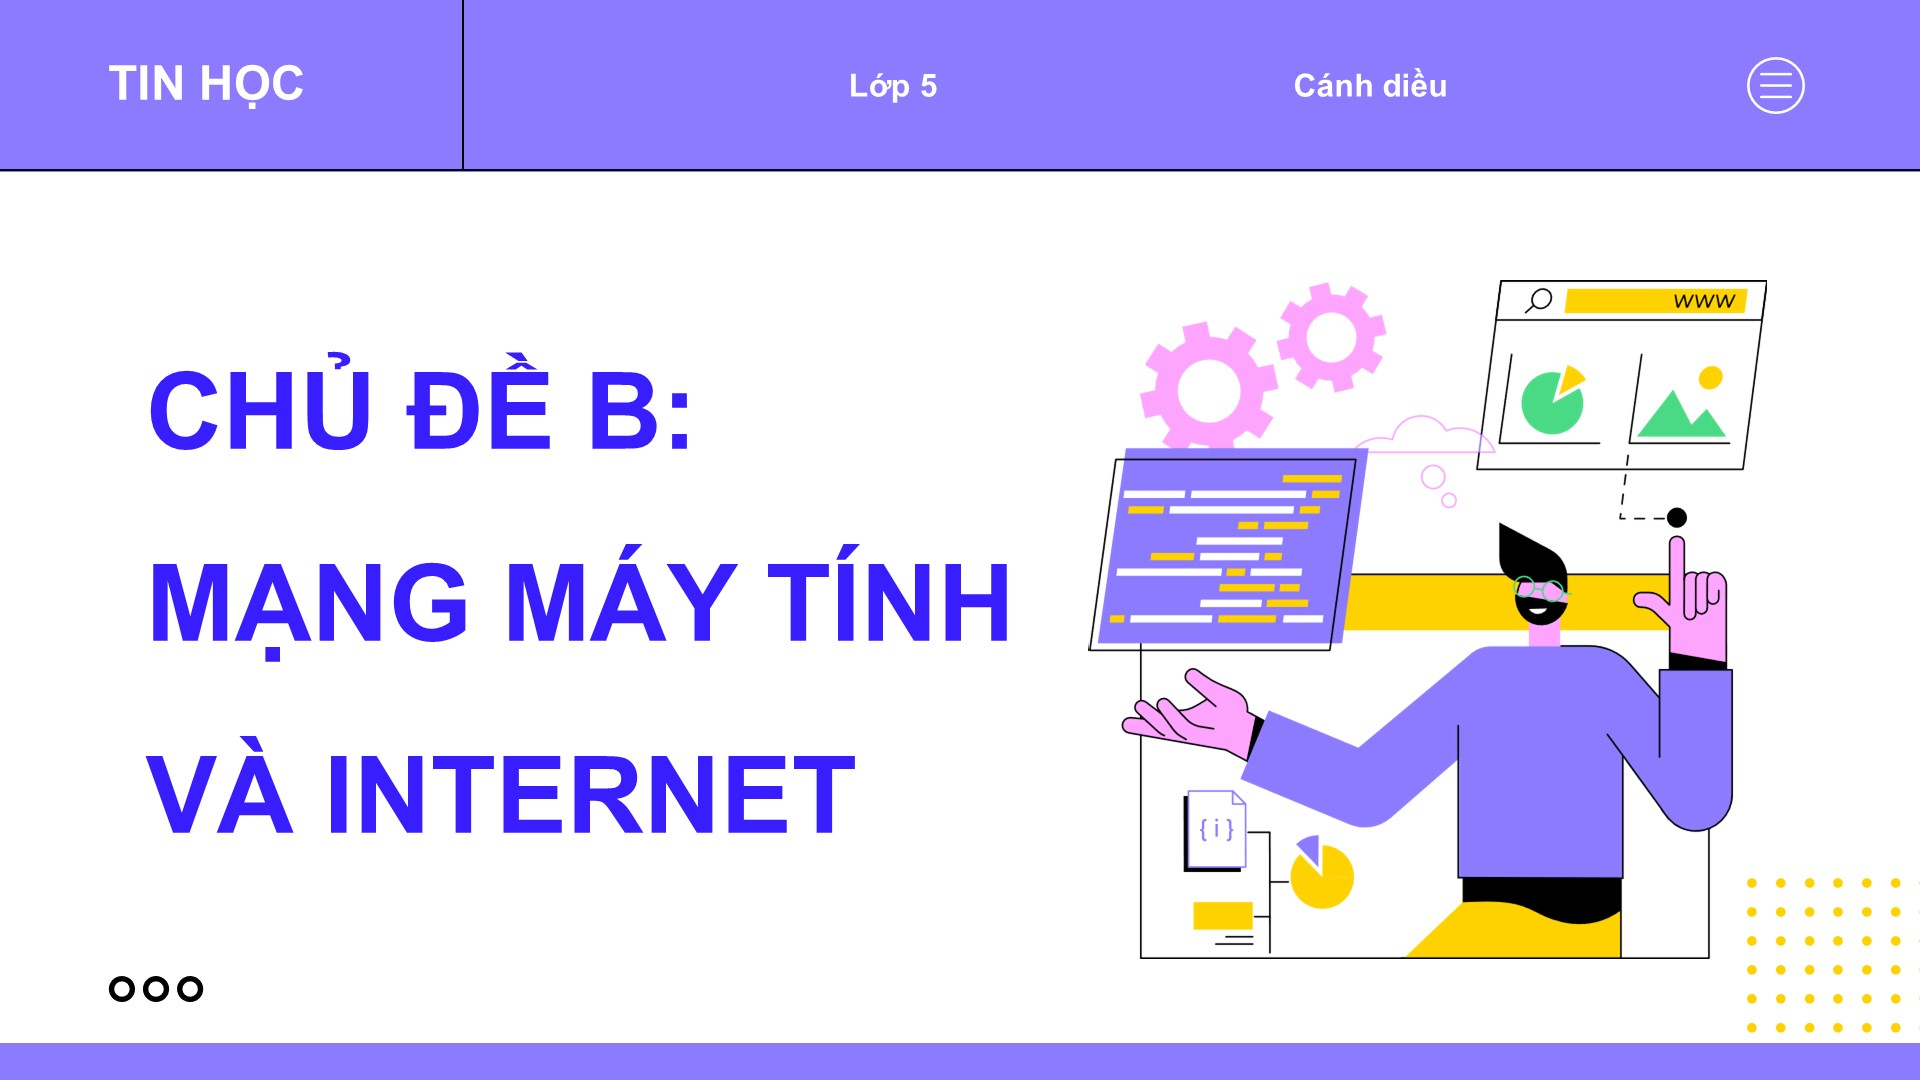 TIN HỌC
Lớp 5
Cánh diều
WWW
CHỦ ĐỀ B:
MẠNG MÁY TÍNH
VÀ INTERNET
{ i }